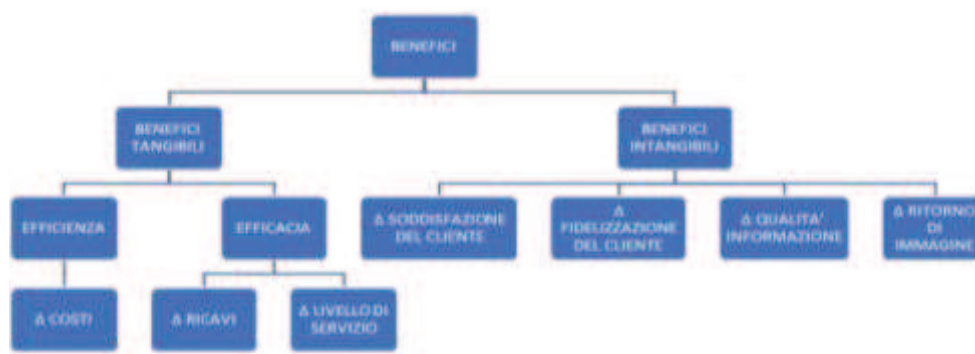 BENEFICI
BENEFICI
TANGIBILI
BENEFICI
INTANGIBILI
EFFICIENZA
EFFICACIA
Δ SODDISFAZIONE
DEL CLIENTE
Δ
FIDELIZZAZIONE
DEL CLIENTE
Δ QUALITA'
INFORMAZIONE
Δ RITORNO
DI
IMMAGINE
Δ COSTI
Δ RICAVI
Δ LIVELLO DI
SERVIZIO